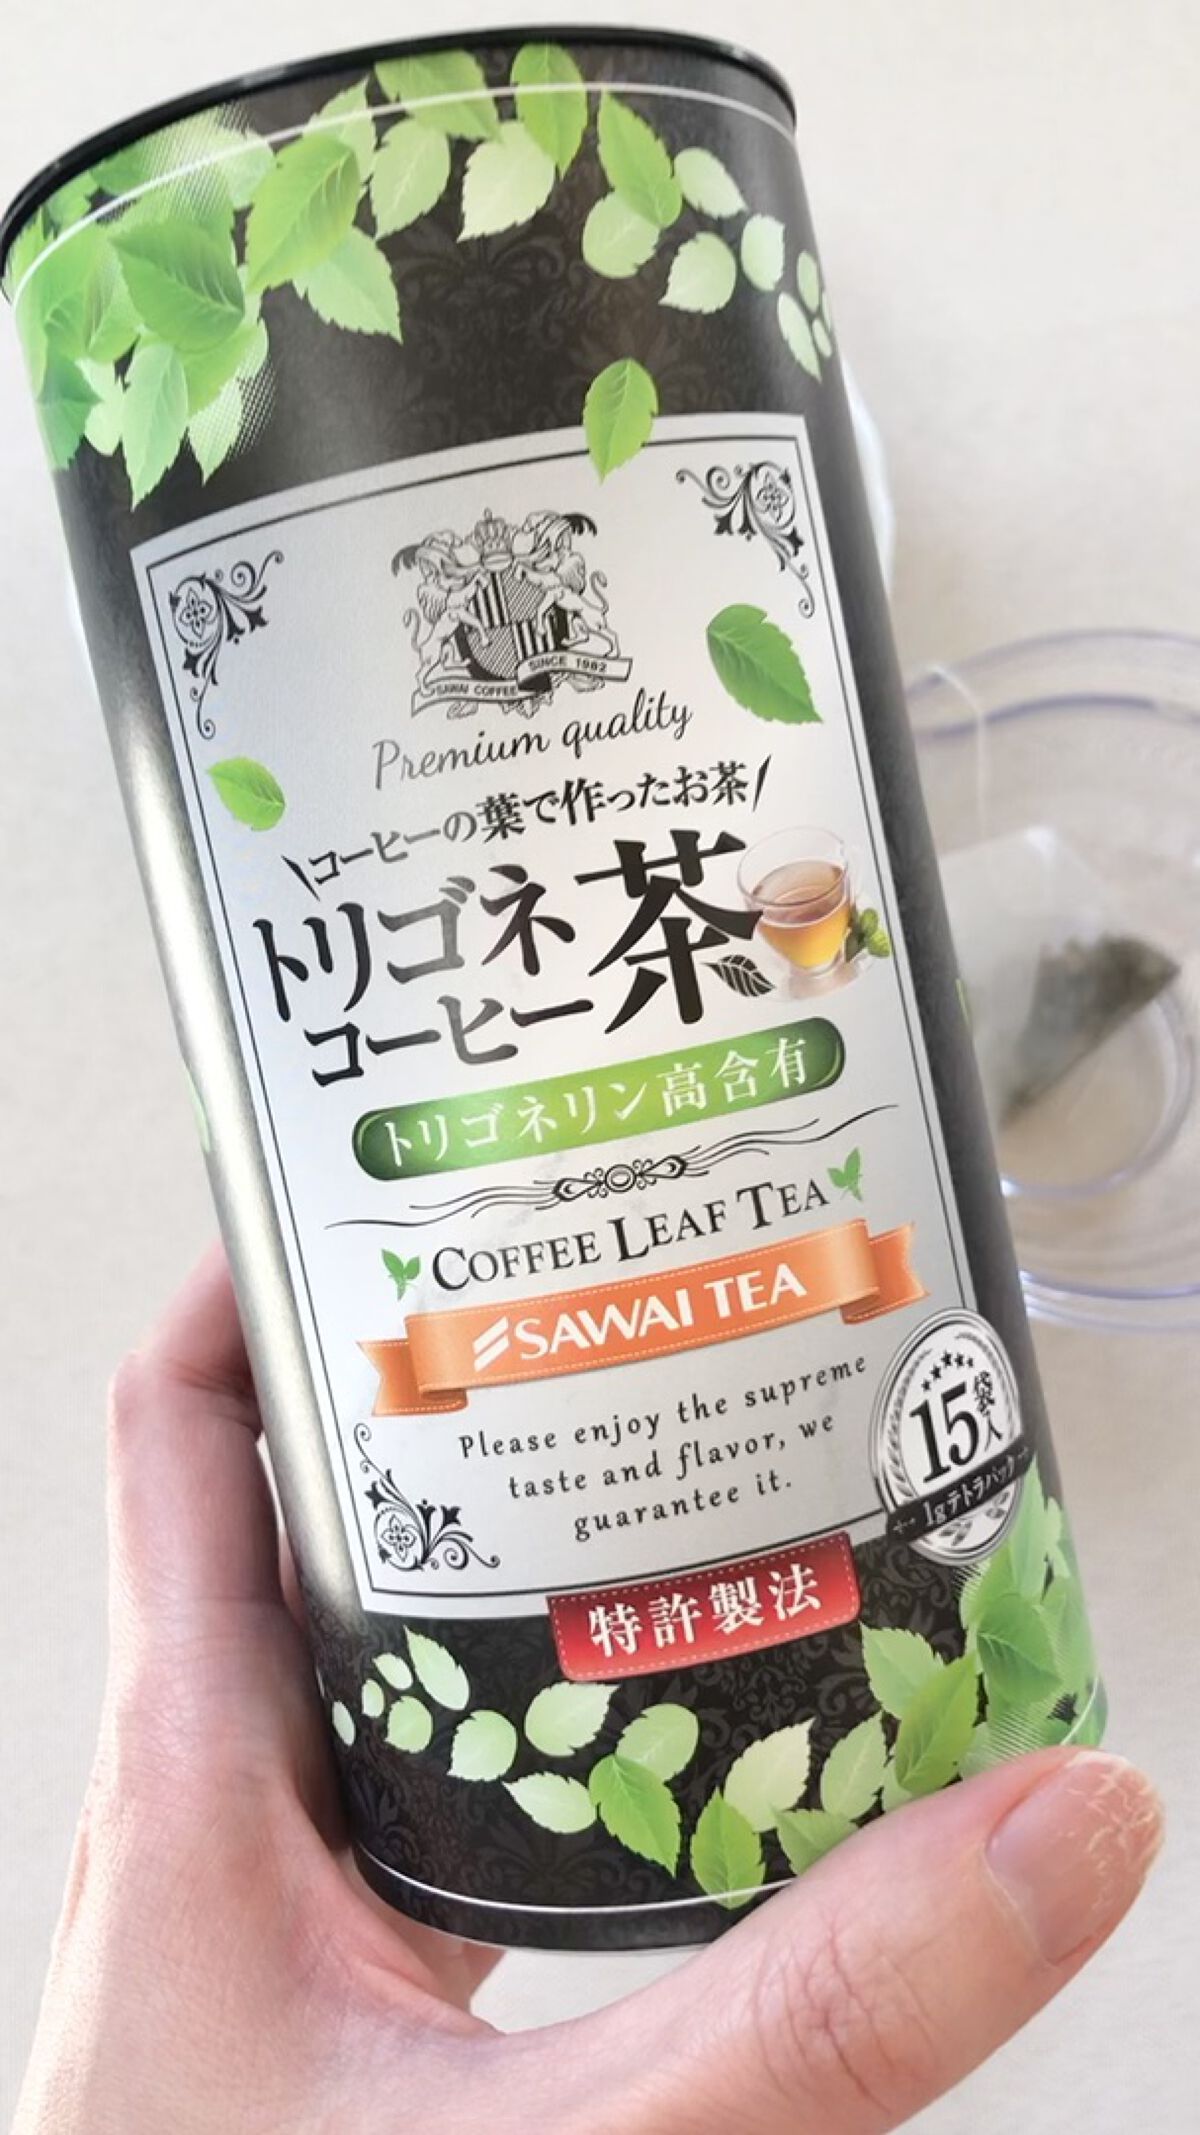 SAWAI COFFEE SINCE 1982
Premium quality
コーヒーの葉で作ったお茶
トリゴネ
コーヒー茶
トリゴネリン高含有
COFFEE LEAF TEA
SAWAI TEA
Please enjoy the supreme
taste and flavor, we
guarantee it.
15袋入
1gテトラパック
特許製法